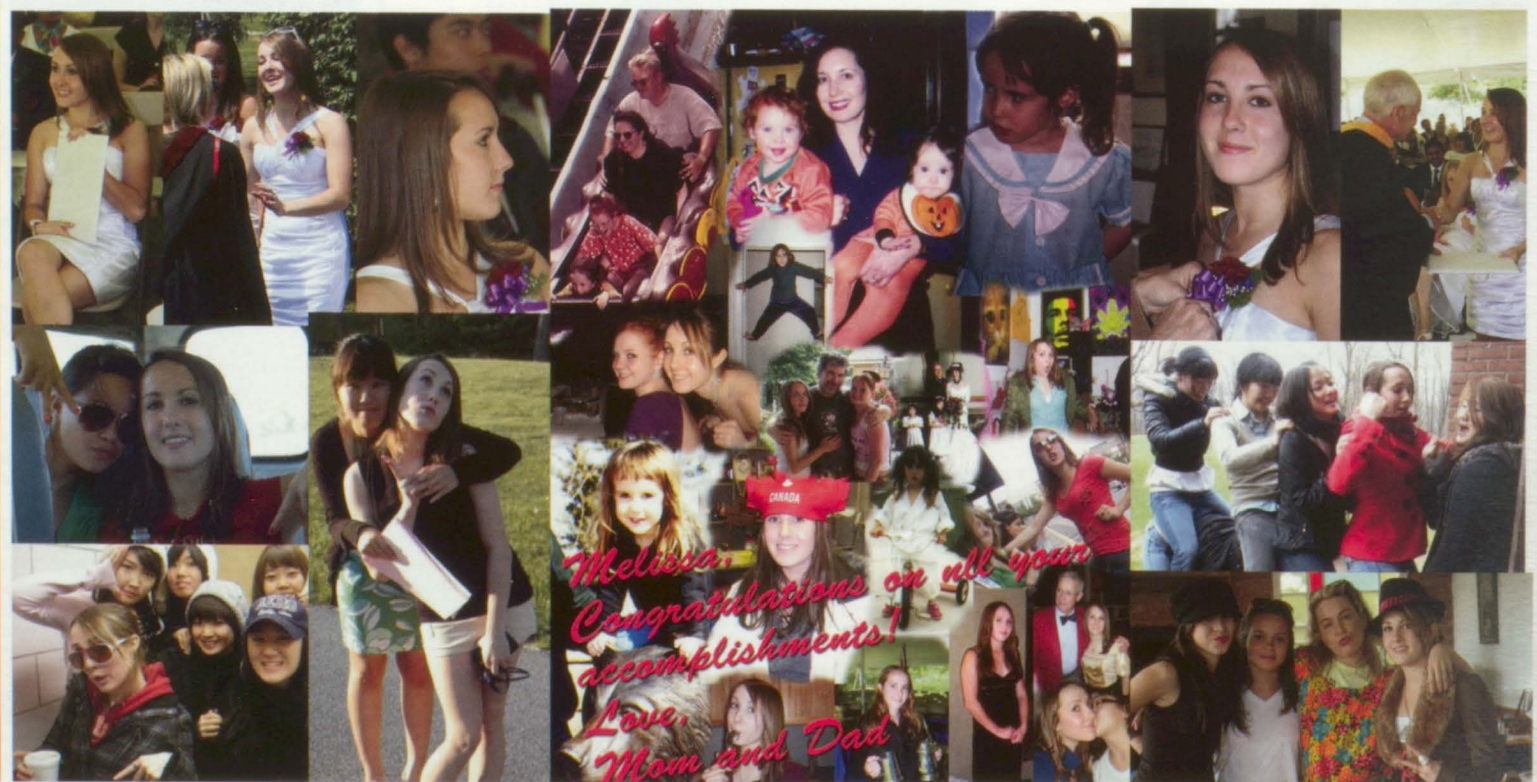 CANADA
Melissa,
Congratulations on all your
accomplishments!
Love,
Mom and Dad